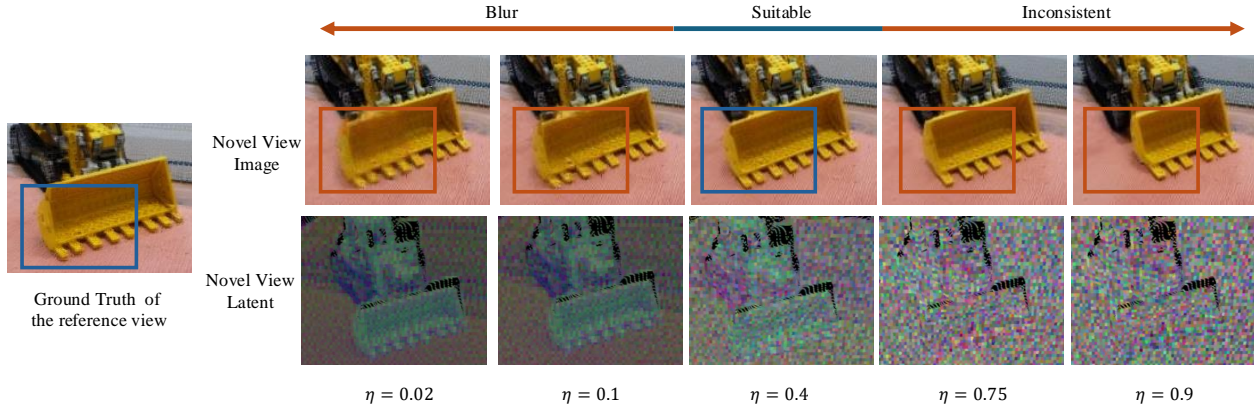 Blur
Suitable
Inconsistent
Novel View
Image
Novel View
Latent
Ground Truth of
the reference view
η = 0.02
η = 0.1
η = 0.4
η = 0.75
η = 0.9